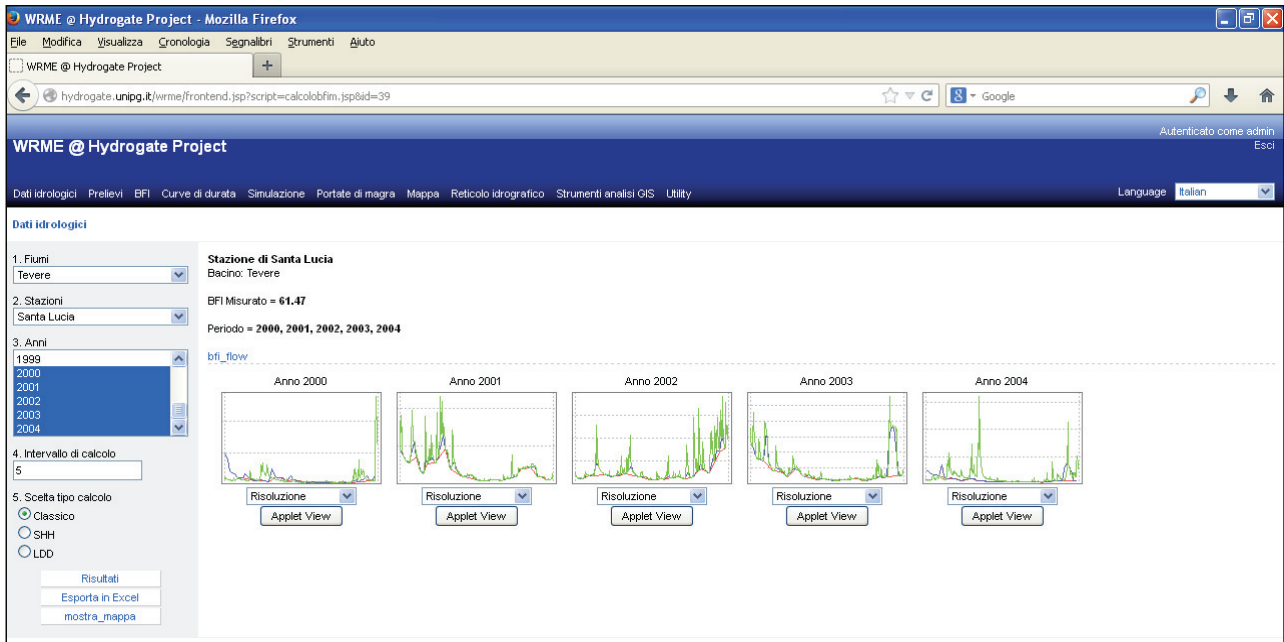 WRME @ Hydrogate Project - Mozilla Firefox
File Modifica Visualizza Cronologia Segnalibri Strumenti Aiuto
WRME @ Hydrogate Project +
hydrogate.unipg.it/wrme/frontend.jsp?script=calcolobfim.jsp&id=39 Google
Autenticato come admin
WRME @ Hydrogate Project Esci
Dati idrologici Prelievi BFI Curve di durata Simulazione Portate di magra Mappa Reticolo idrografico Strumenti analisi GIS Utility Language Italian
Dati idrologici
1. Fiumi
Tevere
2. Stazioni
Santa Lucia
3. Anni
1999
2000
2001
2002
2003
2004
4. Intervallo di calcolo
5
5. Scelta tipo calcolo
Classico
SHH
LDD
Risultati
Esporta in Excel
mostra_mappa
Stazione di Santa Lucia
Bacino: Tevere
BFI Misurato = 61.47
Periodo = 2000, 2001, 2002, 2003, 2004
bfi_flow
Anno 2000 Anno 2001 Anno 2002 Anno 2003 Anno 2004
Risoluzione Risoluzione Risoluzione Risoluzione Risoluzione
Applet View Applet View Applet View Applet View Applet View